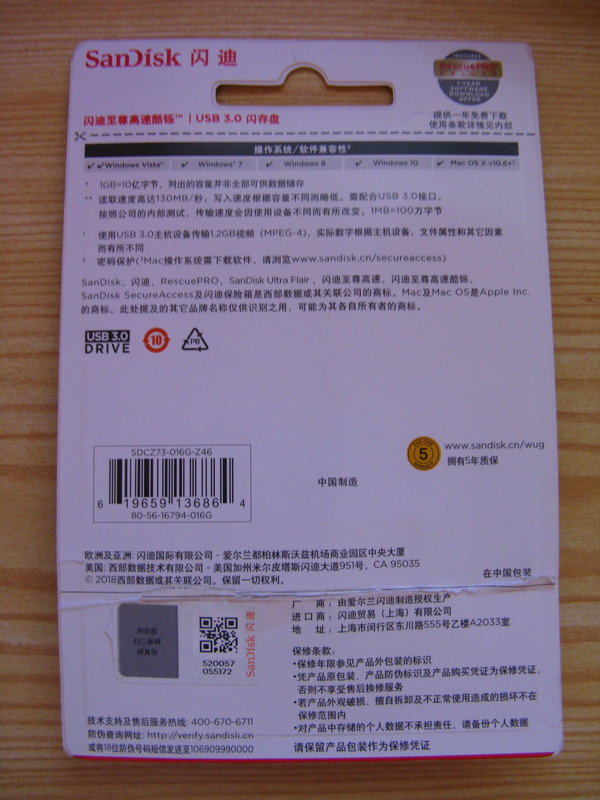 SanDisk 闪迪
Includes
RescuePRO®
DELUXE
1-YEAR
SOFTWARE
DOWNLOAD
OFFER
提供一年免费下载
使用条款详情见内部
闪迪至尊高速酷铄™ | USB 3.0 闪存盘
操作系统/软件兼容性⁵
✓ ✓Windows Vista® ✓ Windows® 7 ✓ Windows 8 ✓ Windows 10 ✓ Mac OS X v10.6+
* 1GB=10亿字节，列出的容量并非全部可供数据储存
** 读取速度高达130MB/秒；写入速度根据容量不同而略低。需配合USB 3.0接口。
按照公司的内部测试，传输速度会因使用设备不同而有所改变。1MB=100万字节
† 使用USB 3.0主机设备传输1.2GB视频（MPEG-4），实际数字根据主机设备、文件属性和其它因素
而有所不同
‡ 密码保护(³Mac操作系统需下载软件，请浏览www.sandisk.com/secureaccess)
SanDisk、闪迪，RescuePRO，SanDisk Ultra Flair，闪迪至尊高速、闪迪至尊高速酷铄，
SanDisk SecureAccess及闪迪保险箱是西部数据或其关联公司的商标。Mac及Mac OS是Apple Inc.
的商标。此处提及的其它品牌名称仅供识别之用，可能为其各自所有者的商标。
USB 3.0
DRIVE
10
PB
5
www.sandisk.com/wug
拥有5年质保
SDCZ73-016G-Z46
6 19659 13686 4
80-56-16794-016G
中国制造
欧洲及亚洲: 闪迪国际有限公司 - 爱尔兰都柏林斯沃兹机场商业园区中央大厦
美国: 西部数据技术有限公司 - 美国加州米尔皮塔斯闪迪大道951号，CA 95035
© 2018西部数据或其关联公司。保留一切权利。
在中国包装
刮涂层
扫二维码
辨真伪
520057
055172
SanDisk 闪迪
厂 商：由爱尔兰闪迪制造授权生产
进 口 商：闪迪贸易（上海）有限公司
地 址：上海市闵行区东川路555号乙楼A2033室
保修条款：
•保修年限参见产品外包装的标识
•凭产品原包装、产品防伪标识及产品购买凭证为保修凭证，
否则不享受售后换修服务
•若产品外观破损、擅自拆卸及不正常使用造成的损坏不在
保修范围内
•对产品中存储的个人数据不承担责任，请备份个人数据
请保留产品包装作为保修凭证
技术支持及售后服务热线: 400-670-6711
防伪查询网址: http://verify.sandisk.cn
或将18位防伪号码短信发送至106909990000